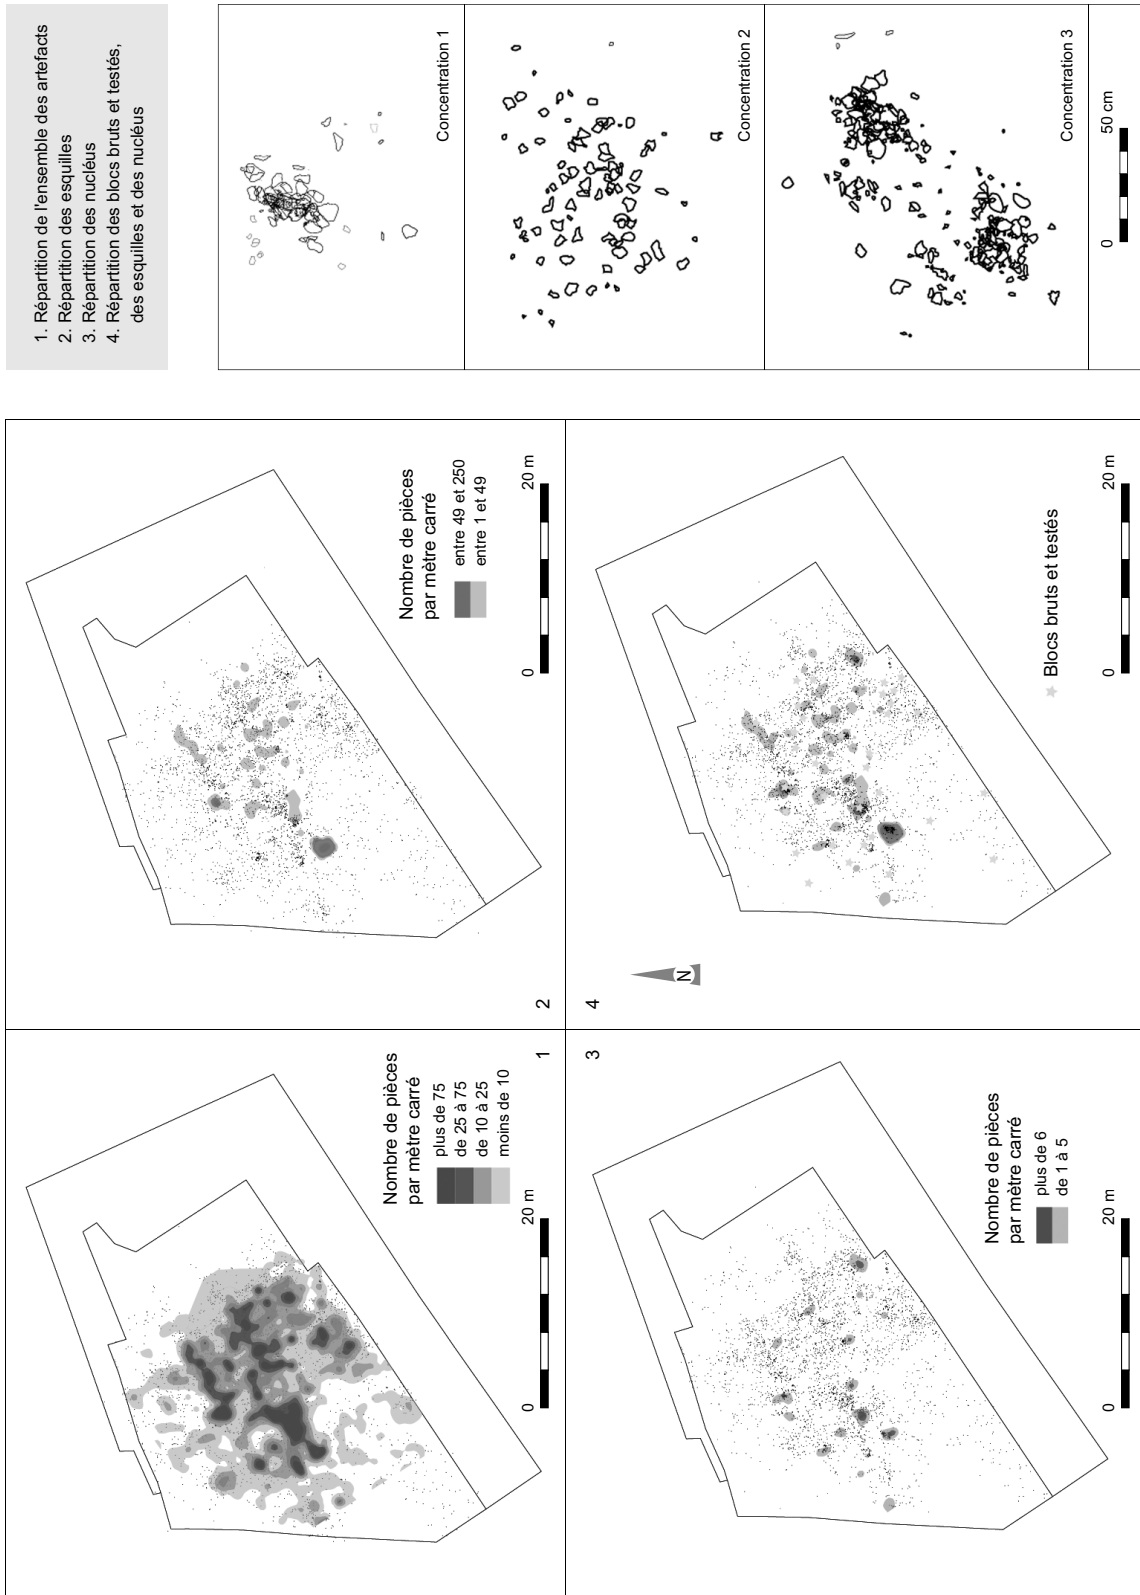 1. Répartition de l'ensemble des artefacts
2. Répartition des esquilles
3. Répartition des nucléus
4. Répartition des blocs bruts et testés,
des esquilles et des nucléus
Nombre de pièces
par mètre carré
plus de 75
de 25 à 75
de 10 à 25
moins de 10
0
20 m
1
Nombre de pièces
par mètre carré
entre 49 et 250
entre 1 et 49
0
20 m
2
Concentration 1
Concentration 2
Concentration 3
0
50 cm
3
Nombre de pièces
par mètre carré
plus de 6
de 1 à 5
0
20 m
4
N
Blocs bruts et testés
0
20 m